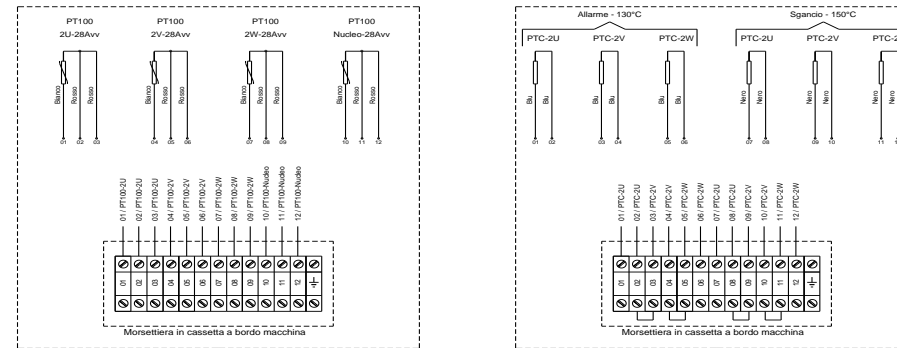 PT100 PT100 PT100 PT100
2U-28Avv 2V-28Avv 2W-28Avv Nucleo-28Avv
Bianco Rosso Rosso Bianco Rosso Rosso Bianco Rosso Rosso Bianco Rosso Rosso
01 02 03 04 05 06 07 08 09 10 11 12
01 / PT100-2U
02 / PT100-2U
03 / PT100-2U
04 / PT100-2V
05 / PT100-2V
06 / PT100-2V
07 / PT100-2W
08 / PT100-2W
09 / PT100-2W
10 / PT100-Nucleo
11 / PT100-Nucleo
12 / PT100-Nucleo
01 02 03 04 05 06 07 08 09 10 11 12
Morsettiera in cassetta a bordo macchina
Allarme - 130°C Sgancio - 150°C
PTC-2U PTC-2V PTC-2W PTC-2U PTC-2V PTC-2
Blu Blu Blu Blu Blu Blu Nero Nero Nero Nero Nero Nero
01 02 03 04 05 06 07 08 09 10 11
01 / PTC-2U
02 / PTC-2U
03 / PTC-2V
04 / PTC-2V
05 / PTC-2W
06 / PTC-2W
07 / PTC-2U
08 / PTC-2U
09 / PTC-2V
10 / PTC-2V
11 / PTC-2W
12 / PTC-2W
01 02 03 04 05 06 07 08 09 10 11 12
Morsettiera in cassetta a bordo macchina